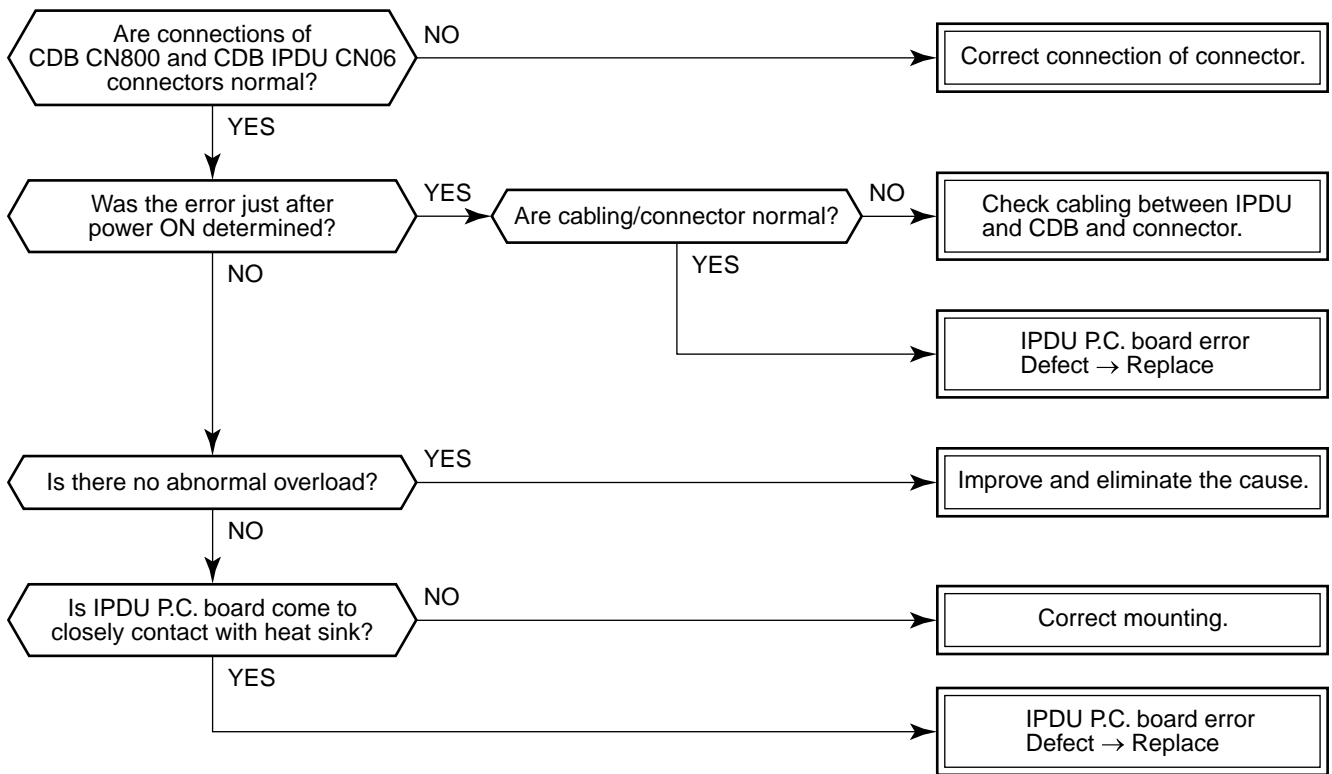 Are connections of
CDB CN800 and CDB IPDU CN06
connectors normal?
NO
Correct connection of connector.
YES
Was the error just after
power ON determined?
YES
Are cabling/connector normal?
NO
Check cabling between IPDU
and CDB and connector.
NO
YES
IPDU P.C. board error
Defect → Replace
Is there no abnormal overload?
YES
Improve and eliminate the cause.
NO
Is IPDU P.C. board come to
closely contact with heat sink?
NO
Correct mounting.
YES
IPDU P.C. board error
Defect → Replace